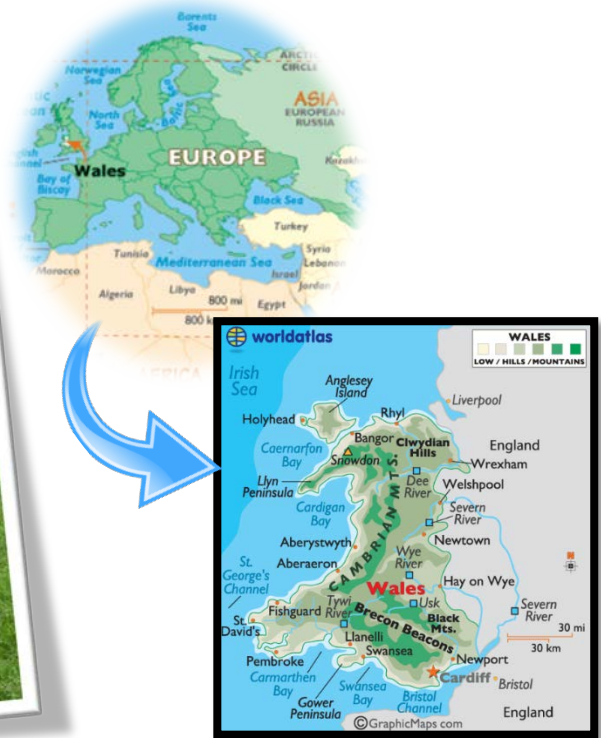 Barents
Sea
ARCTIC
CIRCLE
Norwegian
Sea
ASIA
EUROPEAN
RUSSIA
North
Sea
Baltic
Sea
EUROPE
Wales
Bay of
Biscay
Black Sea
Turkey
Syria
Tunisia
Mediterranean Sea
Israel
Morocco
Algeria
Libya
Egypt
800 mi
worldatlas
WALES
LOW / HILLS / MOUNTAINS
Irish
Sea
Anglesey
Island
Liverpool
Holyhead
Rhyl
Bangor
Clwydian
Hills
England
Caernarfon
Bay
Snowdon
Wrexham
Llyn
Peninsula
Dee
River
Welshpool
Cardigan
Bay
CAMBRIAN MTS.
Severn
River
Newtown
Aberystwyth
Wye
River
Aberaeron
St.
George's
Channel
Wales
Hay on Wye
N
Fishguard
Tywi
River
Usk
Severn
River
St.
David's
Brecon Beacons
Black
Mts.
30 mi
Llanelli
30 km
Pembroke
Swansea
Newport
Carmarthen
Bay
Cardiff
Gower
Peninsula
Swansea
Bay
Bristol
Channel
Bristol
England
©GraphicMaps com